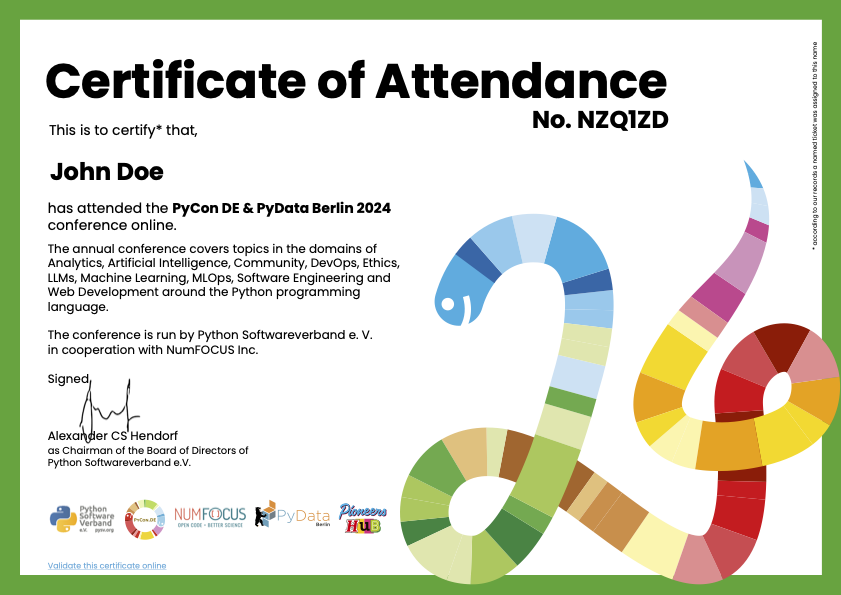 Certificate of Attendance
No. NZQ1ZD
This is to certify* that,
John Doe
has attended the PyCon DE & PyData Berlin 2024
conference online.
The annual conference covers topics in the domains of
Analytics, Artificial Intelligence, Community, DevOps, Ethics,
LLMs, Machine Learning, MLOps, Software Engineering and
Web Development around the Python programming
language.
The conference is run by Python Softwareverband e. V.
in cooperation with NumFOCUS Inc.
Signed
Alexander CS Hendorf
as Chairman of the Board of Directors of
Python Softwareverband e.V.
Python
Software
Verband
e.V. pysv.org
PyCon.DE
NUMFOCUS
OPEN CODE = BETTER SCIENCE
PyData
Berlin
Pioneers
HUB
Validate this certificate online
* according to our records a named ticket was assigned to this name